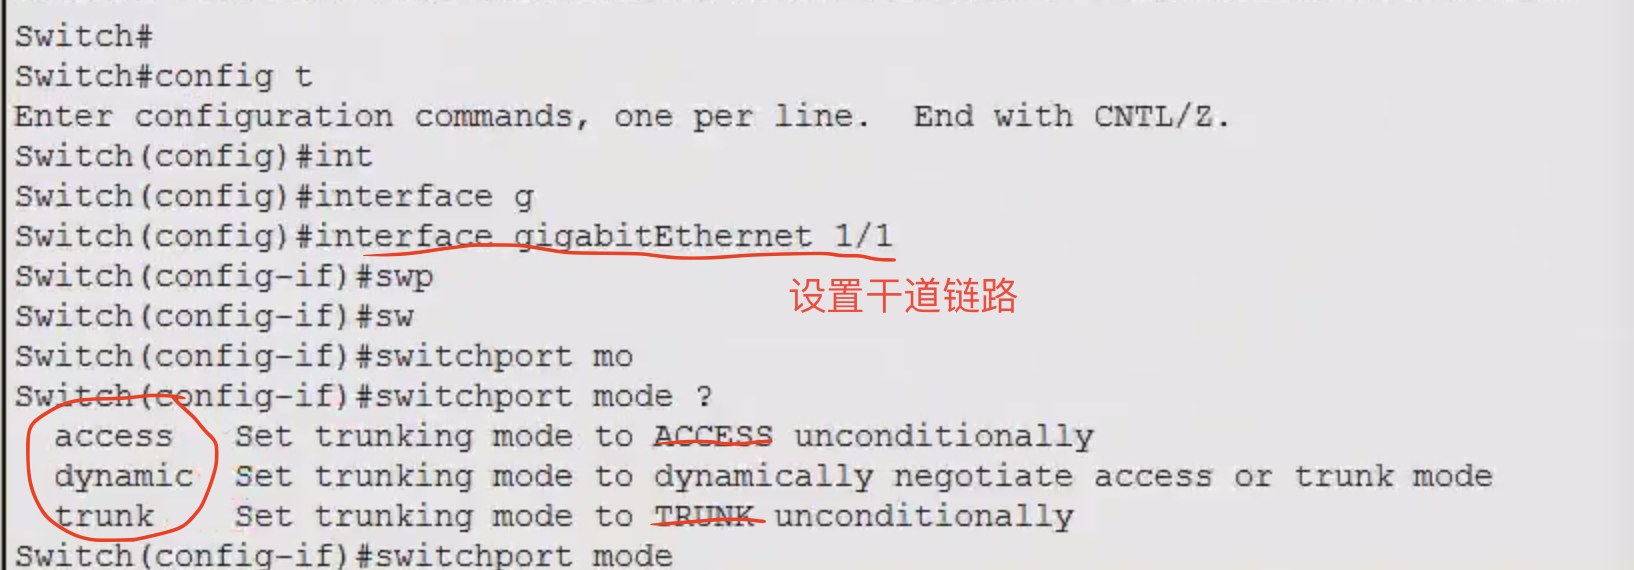 Switch#
Switch#config t
Enter configuration commands, one per line.  End with CNTL/Z.
Switch(config)#int
Switch(config)#interface g
Switch(config)#interface gigabitEthernet 1/1
Switch(config-if)#swp
设置干道链路
Switch(config-if)#sw
Switch(config-if)#switchport mo
Switch(config-if)#switchport mode ?
  access   Set trunking mode to ACCESS unconditionally
  dynamic  Set trunking mode to dynamically negotiate access or trunk mode
  trunk    Set trunking mode to TRUNK unconditionally
Switch(config-if)#switchport mode